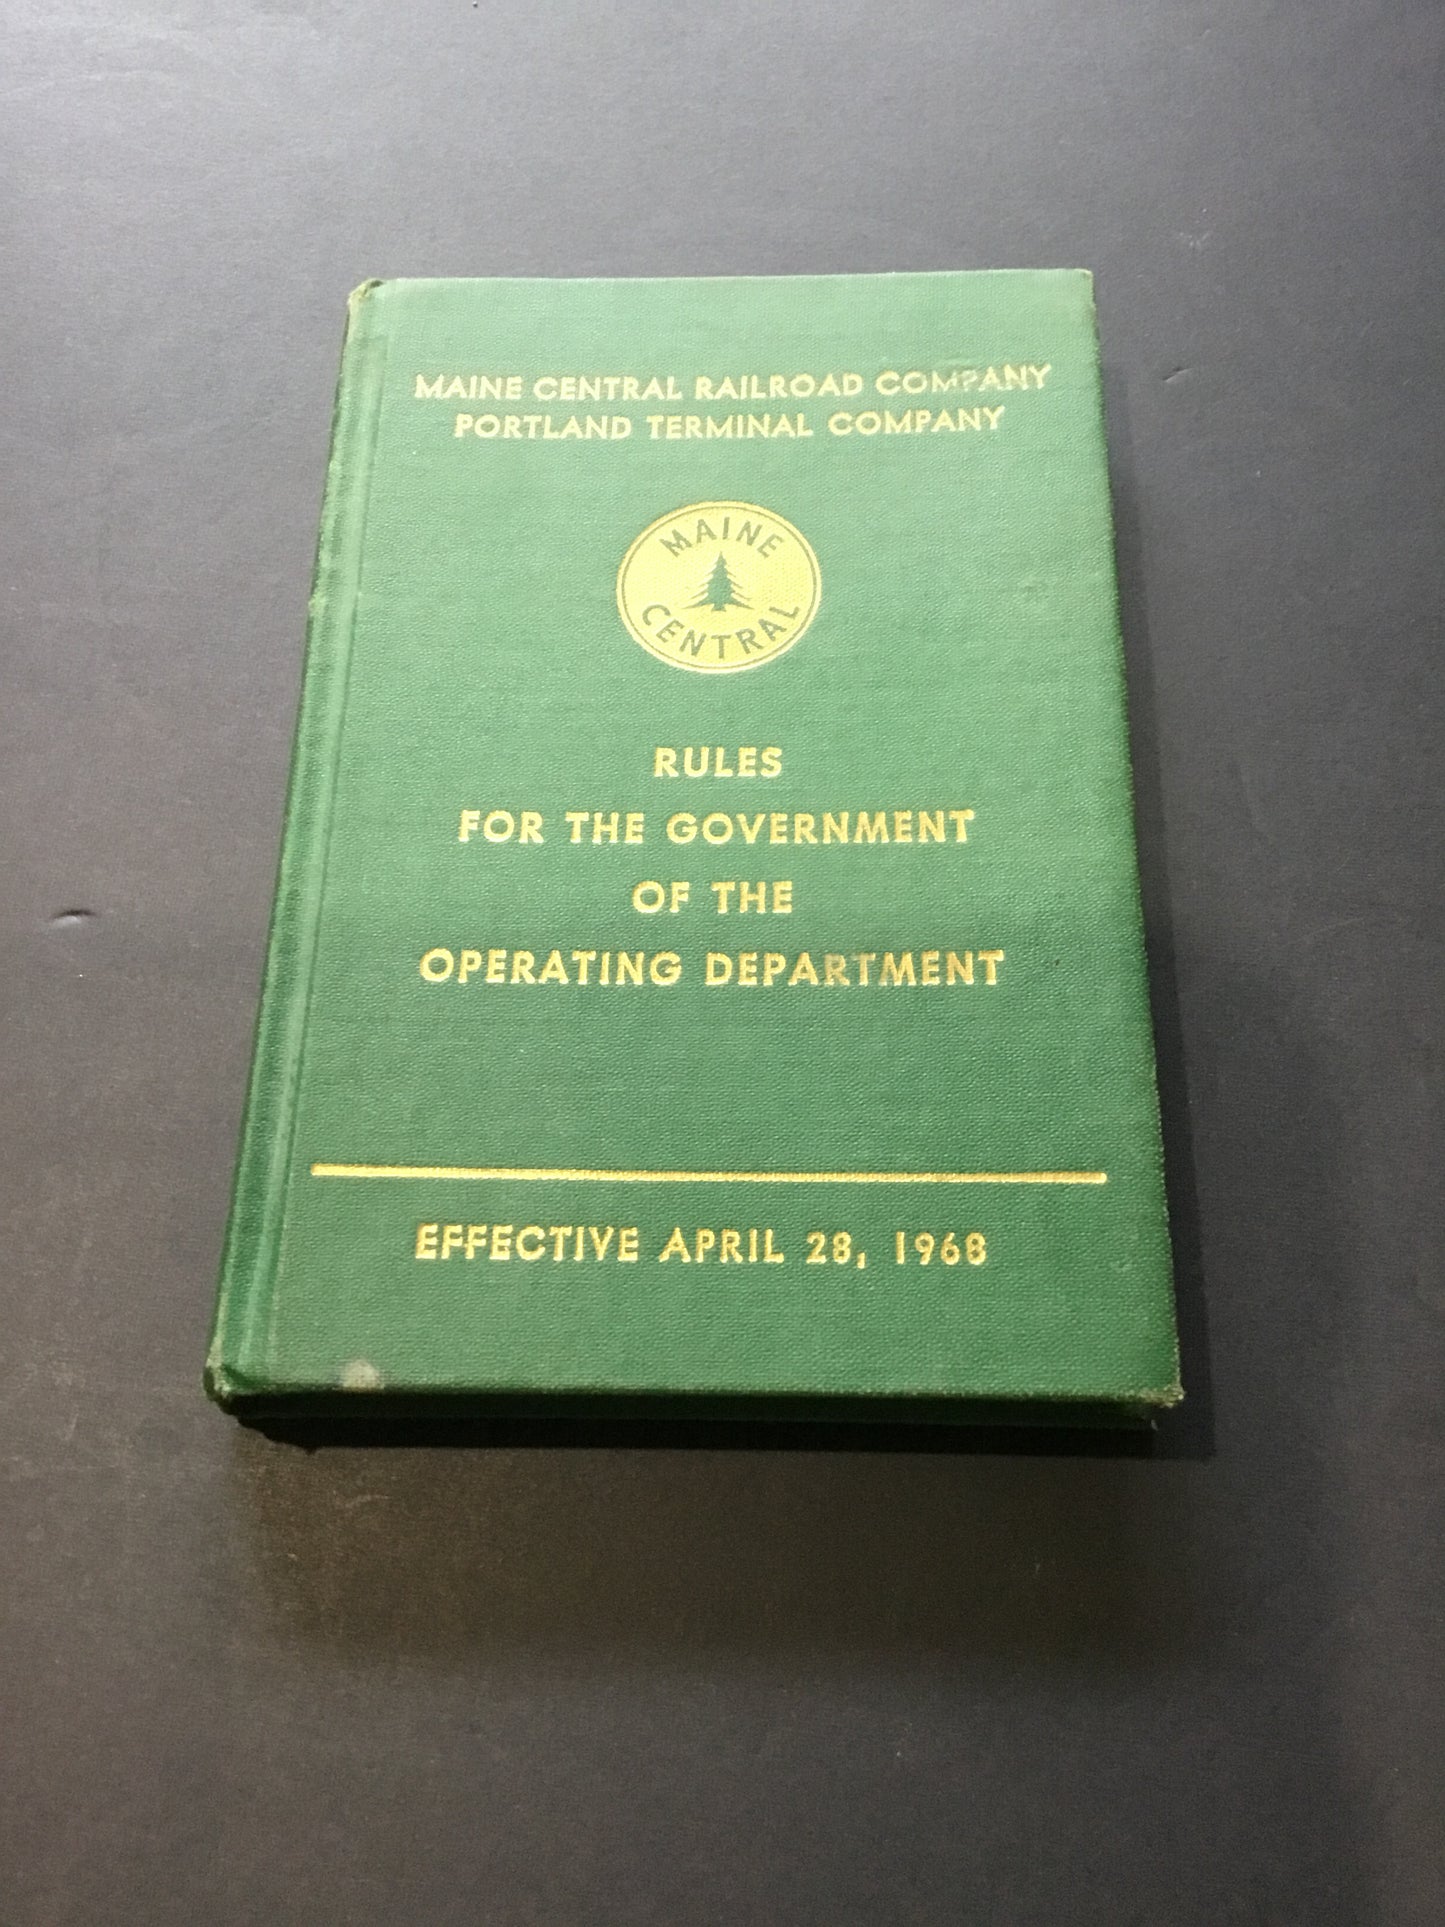 MAINE CENTRAL RAILROAD COMPANY
PORTLAND TERMINAL COMPANY
MAINE
CENTRAL
RULES
FOR THE GOVERNMENT
OF THE
OPERATING DEPARTMENT
EFFECTIVE APRIL 28, 1968